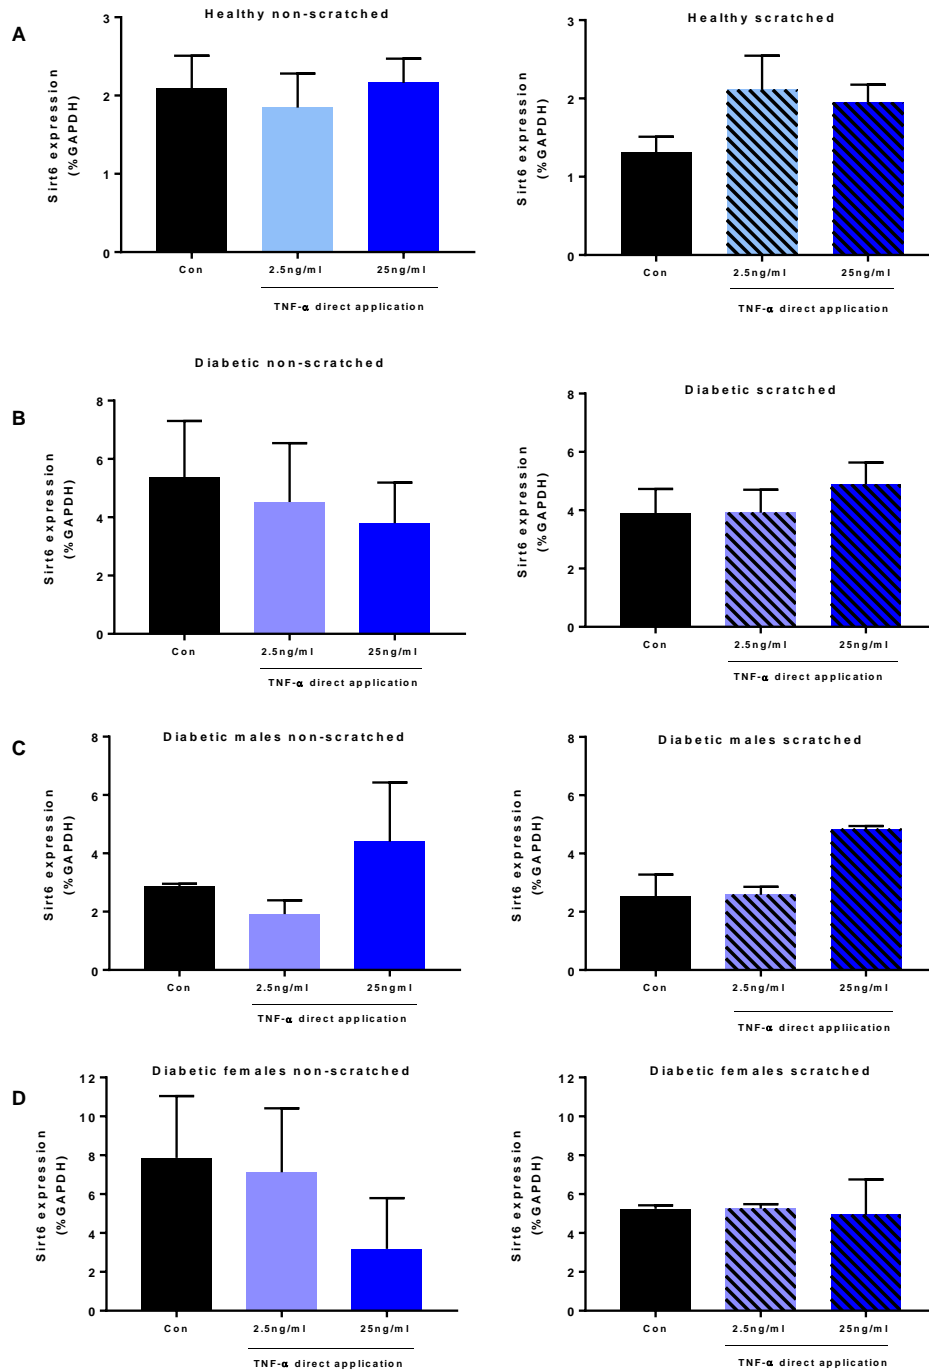 A
Healthy non-scratched
Sirt6 expression
(%GAPDH)
3
2
1
0
Con
2.5ng/ml
25ng/ml
TNF-α direct application
Healthy scratched
Sirt6 expression
(%GAPDH)
3
2
1
0
Con
2.5ng/ml
25ng/ml
TNF-α direct application
B
Diabetic non-scratched
Sirt6 expression
(%GAPDH)
8
6
4
2
0
Con
2.5ng/ml
25ng/ml
TNF-α direct application
Diabetic scratched
Sirt6 expression
(%GAPDH)
8
6
4
2
0
Con
2.5ng/ml
25ng/ml
TNF-α direct application
C
Diabetic males non-scratched
Sirt6 expression
(%GAPDH)
8
6
4
2
0
Con
2.5ng/ml
25ngml
TNF-α direct application
Diabetic males scratched
Sirt6 expression
(%GAPDH)
8
6
4
2
0
Con
2.5ng/ml
25ng/ml
TNF-α direct appliication
D
Diabetic females non-scratched
Sirt6 expression
(%GAPDH)
12
10
8
6
4
2
0
Con
2.5ng/ml
25ng/ml
TNF-α direct application
Diabetic females scratched
Sirt6 expression
(%GAPDH)
12
10
8
6
4
2
0
Con
2.5ng/ml
25ng/ml
TNF-α direct application